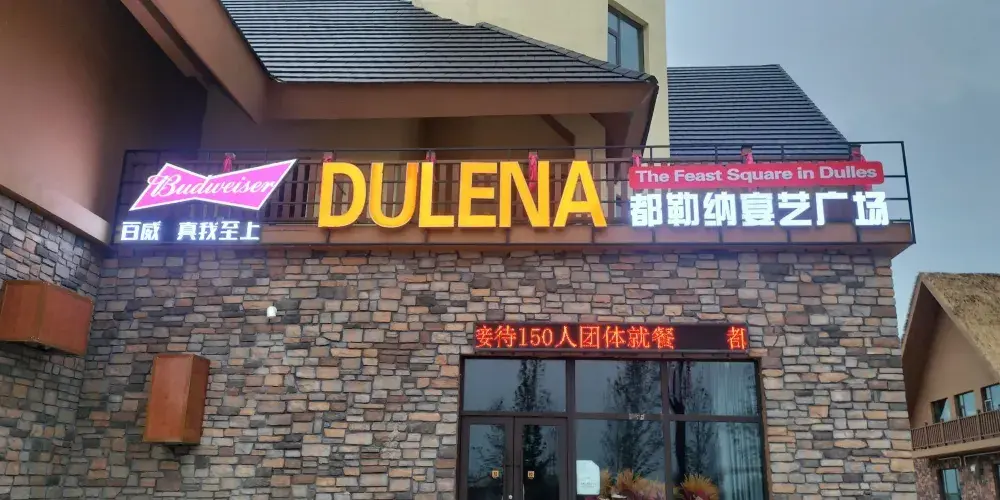 Budweiser
百威 真我至上
DULENA
The Feast Square in Dulles
都勒纳宴艺广场
接待150人团体就餐 都